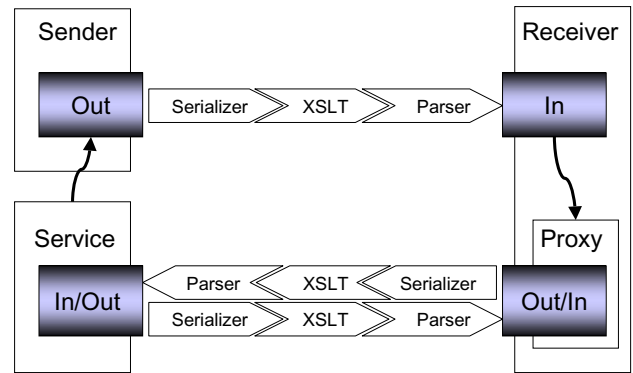 Sender
Receiver
Out
Serializer
XSLT
Parser
In
Service
Proxy
In/Out
Parser
XSLT
Serializer
Out/In
Serializer
XSLT
Parser